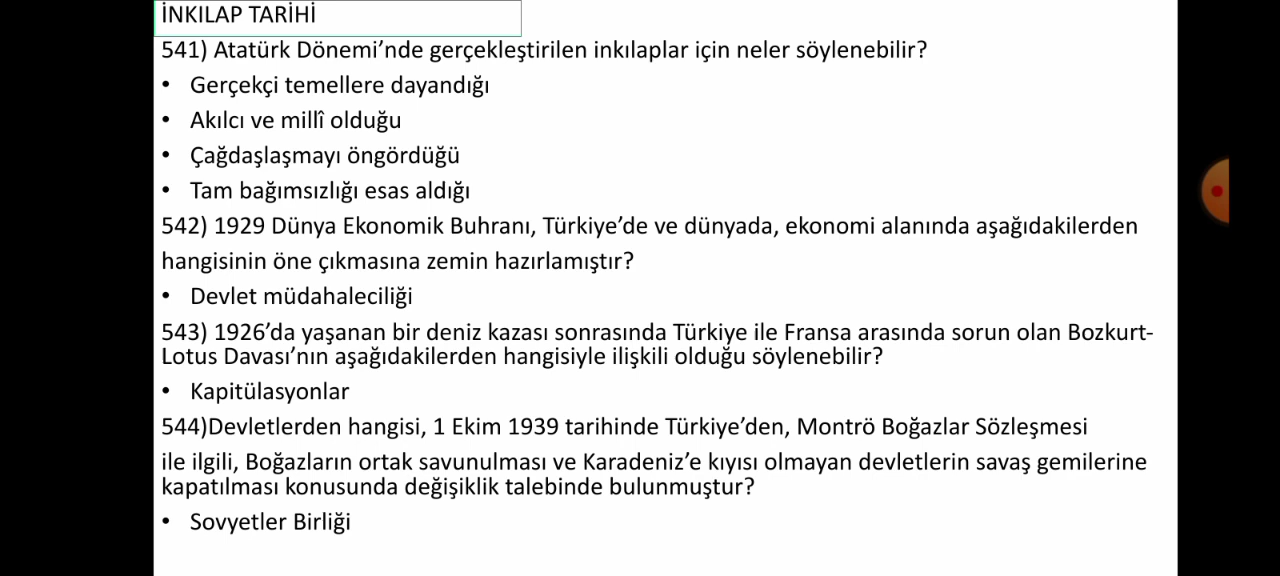 İNKILAP TARİHİ
541) Atatürk Dönemi’nde gerçekleştirilen inkılaplar için neler söylenebilir?
• Gerçekçi temellere dayandığı
• Akılcı ve millî olduğu
• Çağdaşlaşmayı öngördüğü
• Tam bağımsızlığı esas aldığı
542) 1929 Dünya Ekonomik Buhranı, Türkiye’de ve dünyada, ekonomi alanında aşağıdakilerden
hangisinin öne çıkmasına zemin hazırlamıştır?
• Devlet müdahaleciliği
543) 1926’da yaşanan bir deniz kazası sonrasında Türkiye ile Fransa arasında sorun olan Bozkurt-
Lotus Davası’nın aşağıdakilerden hangisiyle ilişkili olduğu söylenebilir?
• Kapitülasyonlar
544)Devletlerden hangisi, 1 Ekim 1939 tarihinde Türkiye’den, Montrö Boğazlar Sözleşmesi
ile ilgili, Boğazların ortak savunulması ve Karadeniz’e kıyısı olmayan devletlerin savaş gemilerine
kapatılması konusunda değişiklik talebinde bulunmuştur?
• Sovyetler Birliği